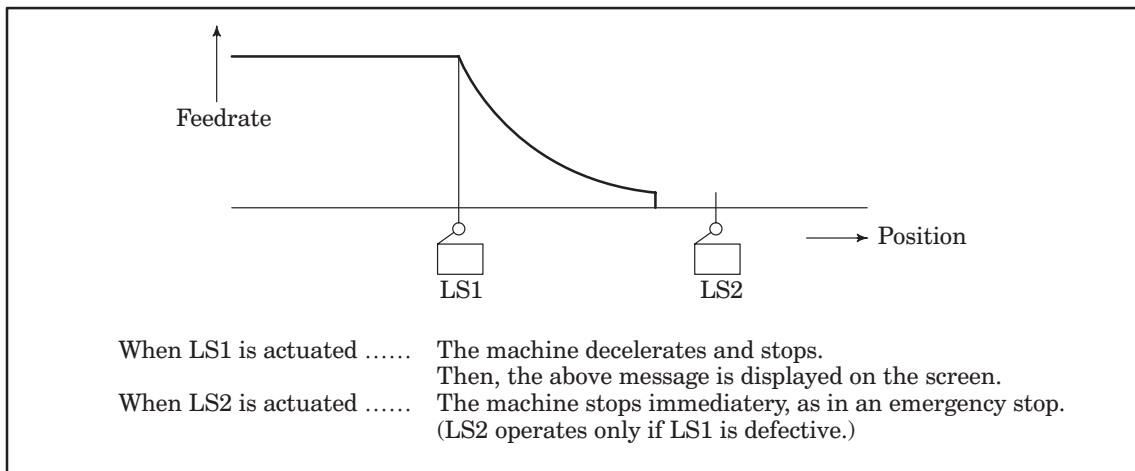 Feedrate
Position
LS1
LS2
When LS1 is actuated …… The machine decelerates and stops.
Then, the above message is displayed on the screen.
When LS2 is actuated …… The machine stops immediatery, as in an emergency stop.
(LS2 operates only if LS1 is defective.)